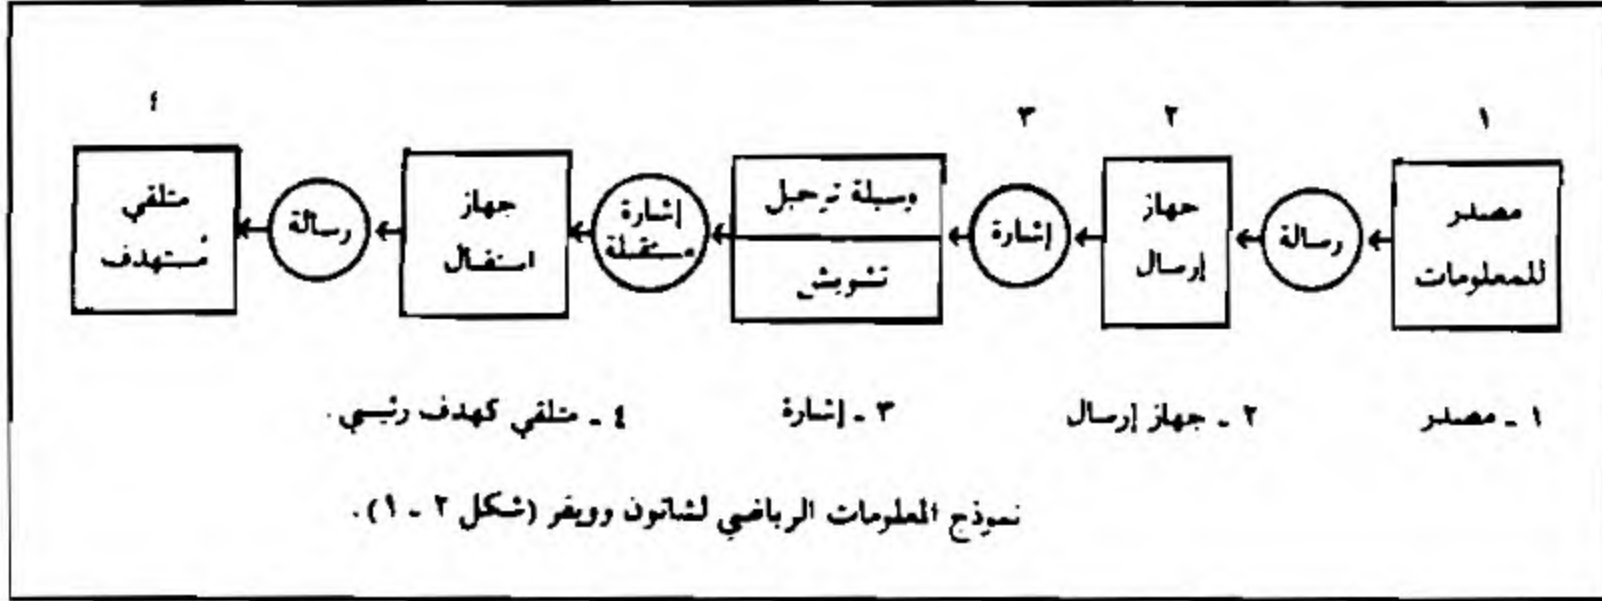 ١
٢
٣
٤
مصدر
للمعلومات
رسالة
جهاز
إرسال
إشارة
وسيلة ترحيل
تشويش
إشارة
مستقبلة
جهاز
استقبال
رسالة
متلقي
مُستهدف
١ ـ مصدر
٢ ـ جهاز إرسال
٣ ـ إشارة
٤ ـ متلقي كهدف رئيسي.
نموذج المعلومات الرياضي لشانون وويفر (شكل ٢ ـ ١).